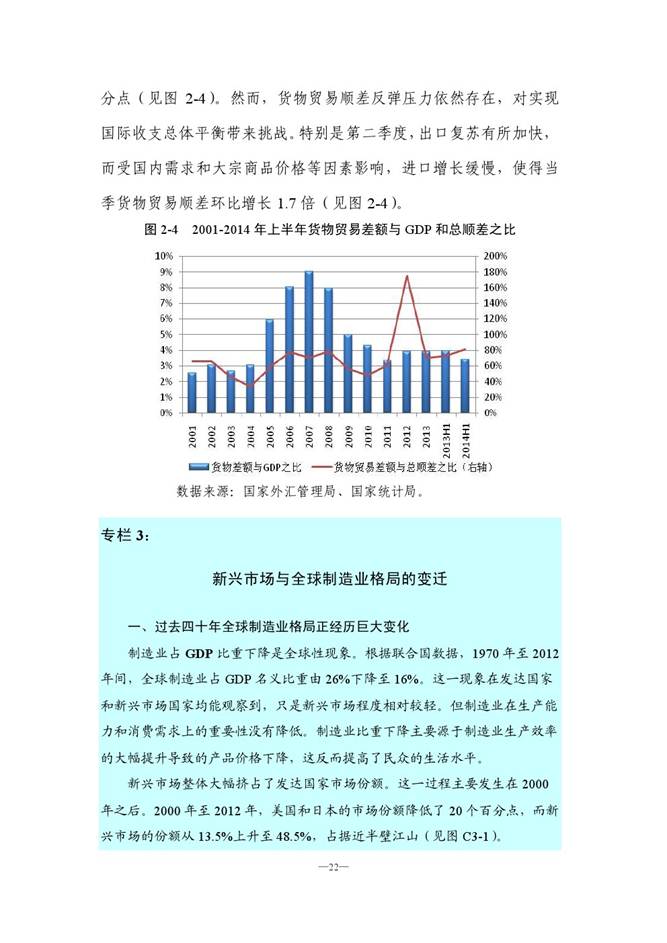 分点（见图 2-4）。然而，货物贸易顺差反弹压力依然存在，对实现
国际收支总体平衡带来挑战。特别是第二季度，出口复苏有所加快，
而受国内需求和大宗商品价格等因素影响，进口增长缓慢，使得当
季货物贸易顺差环比增长 1.7 倍（见图 2-4）。
图 2-4 2001-2014 年上半年货物贸易差额与 GDP 和总顺差之比
10% 200%
9% 180%
8% 160%
7% 140%
6% 120%
5% 100%
4% 80%
3% 60%
2% 40%
1% 20%
0% 0%
2001 2002 2003 2004 2005 2006 2007 2008 2009 2010 2011 2012 2013 2013H1 2014H1
货物差额与GDP之比 货物贸易差额与总顺差之比（右轴）
数据来源：国家外汇管理局、国家统计局。
专栏 3：
新兴市场与全球制造业格局的变迁
一、过去四十年全球制造业格局正经历巨大变化
制造业占 GDP 比重下降是全球性现象。根据联合国数据，1970 年至 2012
年间，全球制造业占 GDP 名义比重由 26%下降至 16%。这一现象在发达国家
和新兴市场国家均能观察到，只是新兴市场程度相对较轻。但制造业在生产能
力和消费需求上的重要性没有降低。制造业比重下降主要源于制造业生产效率
的大幅提升导致的产品价格下降，这反而提高了民众的生活水平。
新兴市场整体大幅挤占了发达国家市场份额。这一过程主要发生在 2000
年之后。2000 年至 2012 年，美国和日本的市场份额降低了 20 个百分点，而新
兴市场的份额从 13.5%上升至 48.5%，占据近半壁江山（见图 C3-1）。
—22—